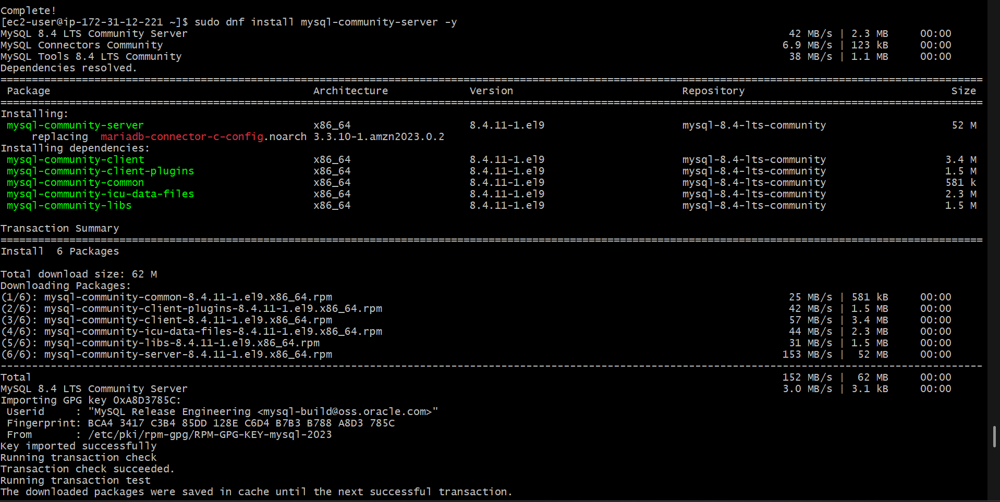 Complete!
[ec2-user@ip-172-31-12-221 ~]$ sudo dnf install mysql-community-server -y
MySQL 8.4 LTS Community Server 42 MB/s | 2.3 MB 00:00
MySQL Connectors Community 6.9 MB/s | 123 kB 00:00
MySQL Tools 8.4 LTS Community 38 MB/s | 1.1 MB 00:00
Dependencies resolved.
================================================================================
Package Architecture Version Repository Size
================================================================================
Installing:
mysql-community-server x86_64 8.4.11-1.el9 mysql-8.4-lts-community 52 M
replacing mariadb-connector-c-config.noarch 3.3.10-1.amzn2023.0.2
Installing dependencies:
mysql-community-client x86_64 8.4.11-1.el9 mysql-8.4-lts-community 3.4 M
mysql-community-client-plugins x86_64 8.4.11-1.el9 mysql-8.4-lts-community 1.5 M
mysql-community-common x86_64 8.4.11-1.el9 mysql-8.4-lts-community 581 k
mysql-community-icu-data-files x86_64 8.4.11-1.el9 mysql-8.4-lts-community 2.3 M
mysql-community-libs x86_64 8.4.11-1.el9 mysql-8.4-lts-community 1.5 M
Transaction Summary
================================================================================
Install 6 Packages
Total download size: 62 M
Downloading Packages:
(1/6): mysql-community-common-8.4.11-1.el9.x86_64.rpm 25 MB/s | 581 kB 00:00
(2/6): mysql-community-client-plugins-8.4.11-1.el9.x86_64.rpm 42 MB/s | 1.5 MB 00:00
(3/6): mysql-community-client-8.4.11-1.el9.x86_64.rpm 57 MB/s | 3.4 MB 00:00
(4/6): mysql-community-icu-data-files-8.4.11-1.el9.x86_64.rpm 44 MB/s | 2.3 MB 00:00
(5/6): mysql-community-libs-8.4.11-1.el9.x86_64.rpm 31 MB/s | 1.5 MB 00:00
(6/6): mysql-community-server-8.4.11-1.el9.x86_64.rpm 153 MB/s | 52 MB 00:00
--------------------------------------------------------------------------------
Total 152 MB/s | 62 MB 00:00
MySQL 8.4 LTS Community Server 3.0 MB/s | 3.1 kB 00:00
Importing GPG key 0xA8D3785C:
Userid : "MySQL Release Engineering <mysql-build@oss.oracle.com>"
Fingerprint: BCA4 3417 C3B4 85DD 128E C6D4 B7B3 B788 A8D3 785C
From : /etc/pki/rpm-gpg/RPM-GPG-KEY-mysql-2023
Key imported successfully
Running transaction check
Transaction check succeeded.
Running transaction test
The downloaded packages were saved in cache until the next successful transaction.